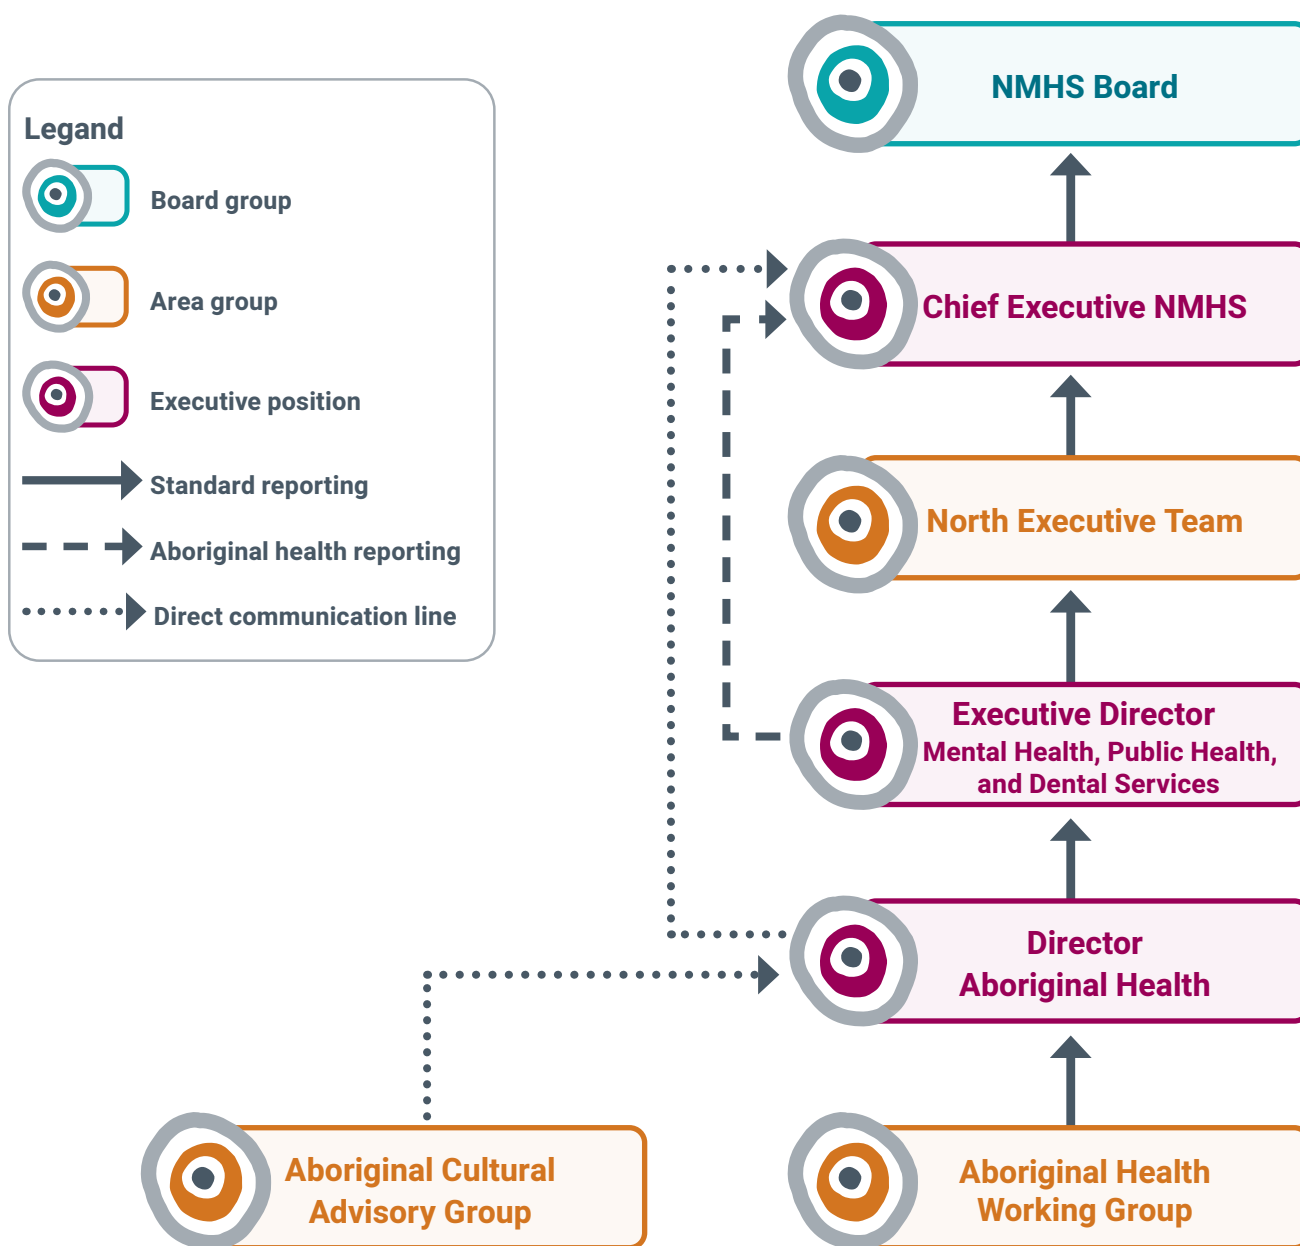 Legand
Board group
Area group
Executive position
Standard reporting
Aboriginal health reporting
Direct communication line
NMHS Board
Chief Executive NMHS
North Executive Team
Executive Director
Mental Health, Public Health,
and Dental Services
Director
Aboriginal Health
Aboriginal Cultural
Advisory Group
Aboriginal Health
Working Group